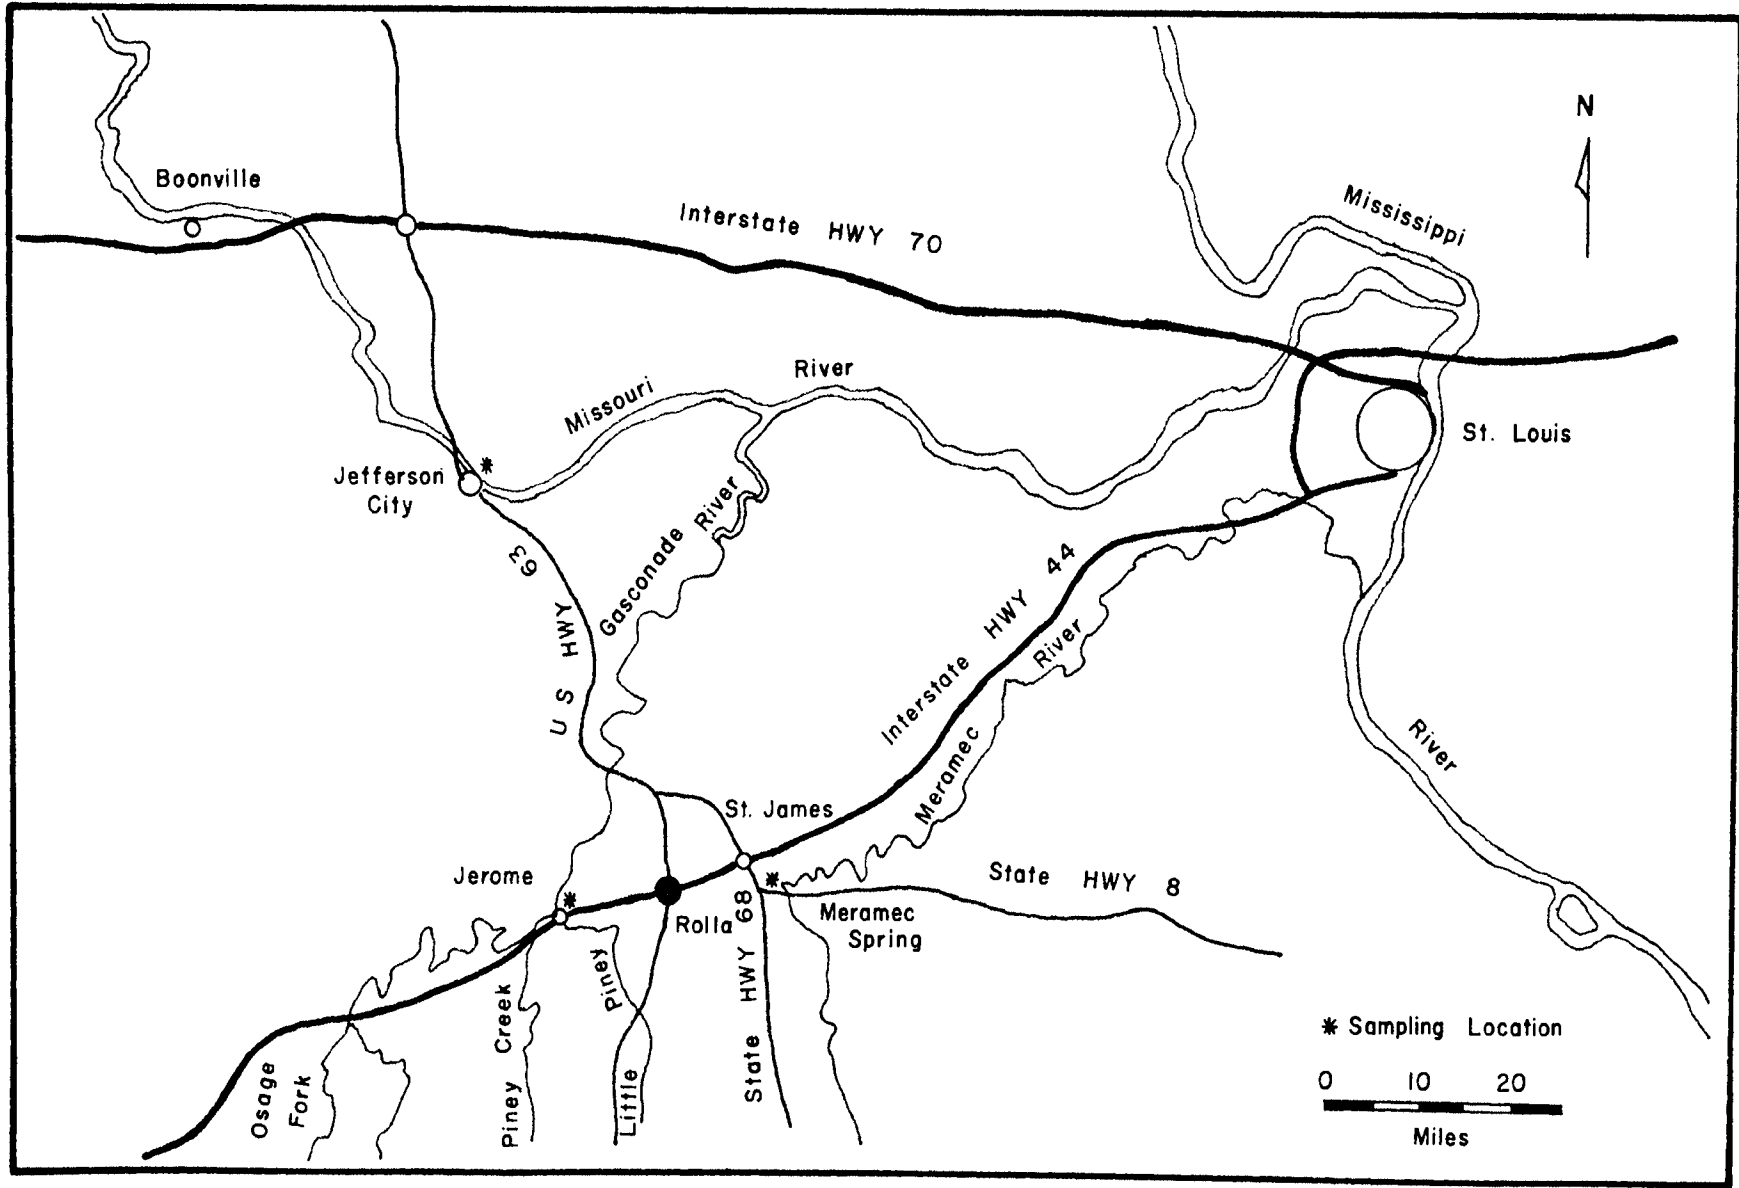 N
Boonville
Mississippi
Interstate HWY 70
River
Missouri
St. Louis
Jefferson
City
Gasconade River
63
US HWY
Interstate HWY 44
River
Meramec
River
St. James
Jerome
State HWY 8
Rolla
Meramec
Spring
State HWY 68
Piney
Little
Piney Creek
Osage
Fork
* Sampling Location
0 10 20
Miles